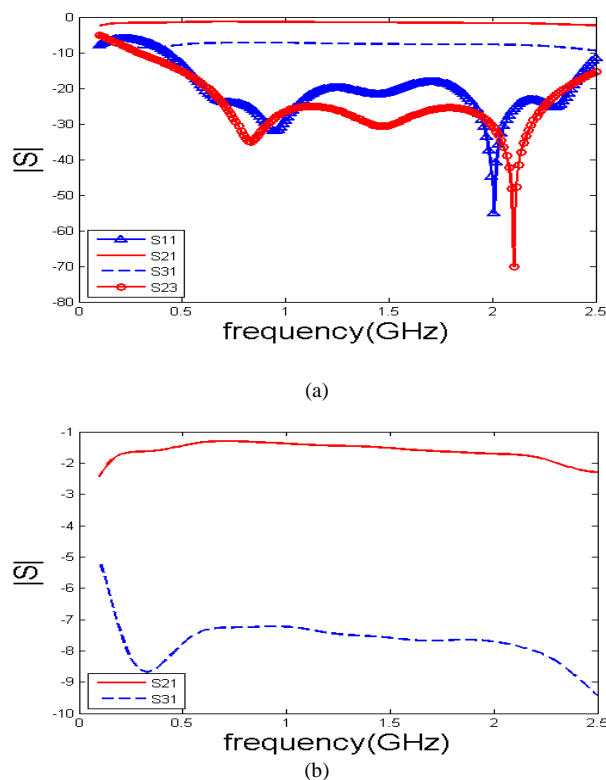 0
-10
-20
-30
-40
-50
-60
-70
-80
|S|
S11
S21
S31
S23
0 0.5 1 1.5 2 2.5
frequency(GHz)
(a)
-1
-2
-3
-4
-5
-6
-7
-8
-9
-10
|S|
S21
S31
0 0.5 1 1.5 2 2.5
frequency(GHz)
(b)